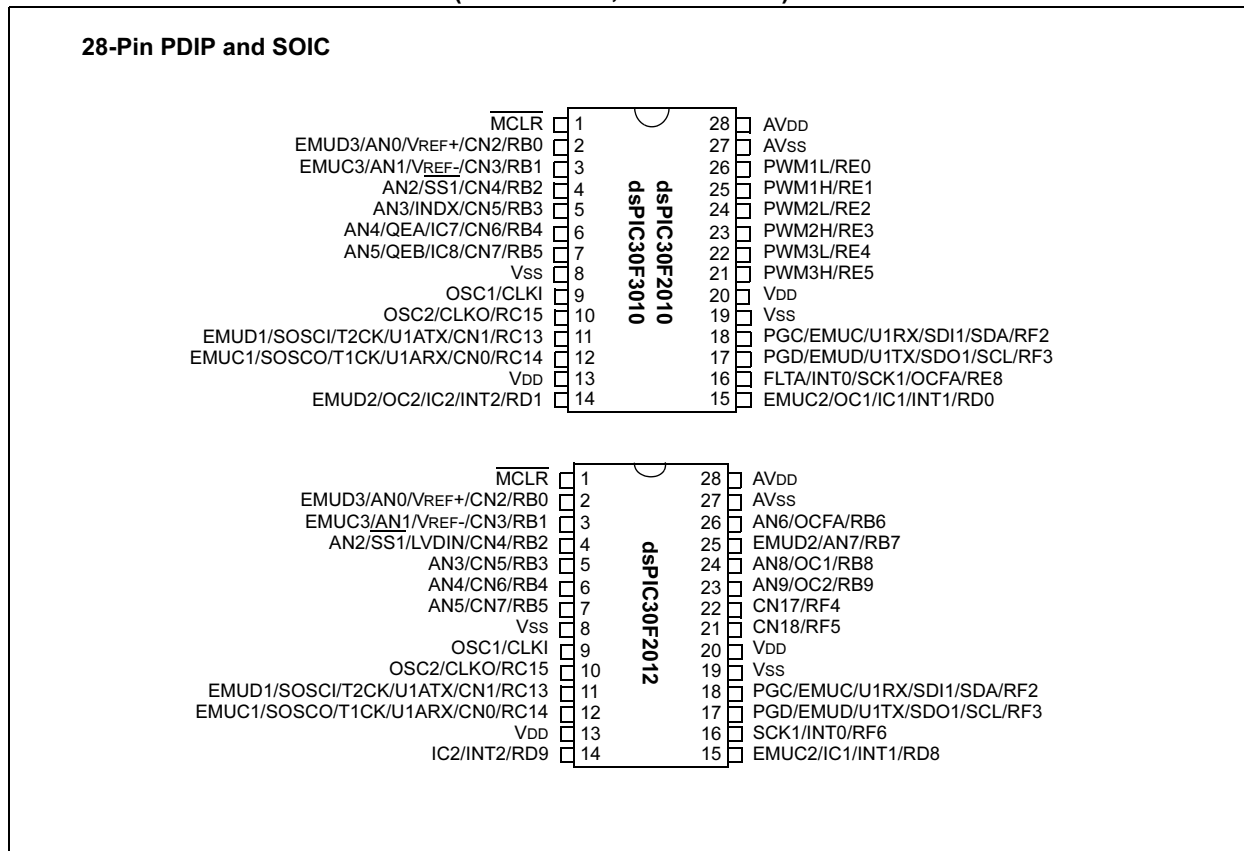 28-Pin PDIP and SOIC
MCLR 1 28 AVDD
EMUD3/AN0/VREF+/CN2/RB0 2 27 AVSS
EMUC3/AN1/VREF-/CN3/RB1 3 26 PWM1L/RE0
AN2/SS1/CN4/RB2 4 25 PWM1H/RE1
AN3/INDX/CN5/RB3 5 24 PWM2L/RE2
AN4/QEA/IC7/CN6/RB4 6 23 PWM2H/RE3
AN5/QEB/IC8/CN7/RB5 7 22 PWM3L/RE4
VSS 8 21 PWM3H/RE5
OSC1/CLKI 9 20 VDD
OSC2/CLKO/RC15 10 19 VSS
EMUD1/SOSCI/T2CK/U1ATX/CN1/RC13 11 18 PGC/EMUC/U1RX/SDI1/SDA/RF2
EMUC1/SOSCO/T1CK/U1ARX/CN0/RC14 12 17 PGD/EMUD/U1TX/SDO1/SCL/RF3
VDD 13 16 FLTA/INT0/SCK1/OCFA/RE8
EMUD2/OC2/IC2/INT2/RD1 14 15 EMUC2/OC1/IC1/INT1/RD0
dsPIC30F2010
dsPIC30F3010
MCLR 1 28 AVDD
EMUD3/AN0/VREF+/CN2/RB0 2 27 AVSS
EMUC3/AN1/VREF-/CN3/RB1 3 26 AN6/OCFA/RB6
AN2/SS1/LVDIN/CN4/RB2 4 25 EMUD2/AN7/RB7
AN3/CN5/RB3 5 24 AN8/OC1/RB8
AN4/CN6/RB4 6 23 AN9/OC2/RB9
AN5/CN7/RB5 7 22 CN17/RF4
VSS 8 21 CN18/RF5
OSC1/CLKI 9 20 VDD
OSC2/CLKO/RC15 10 19 VSS
EMUD1/SOSCI/T2CK/U1ATX/CN1/RC13 11 18 PGC/EMUC/U1RX/SDI1/SDA/RF2
EMUC1/SOSCO/T1CK/U1ARX/CN0/RC14 12 17 PGD/EMUD/U1TX/SDO1/SCL/RF3
VDD 13 16 SCK1/INT0/RF6
IC2/INT2/RD9 14 15 EMUC2/IC1/INT1/RD8
dsPIC30F2012